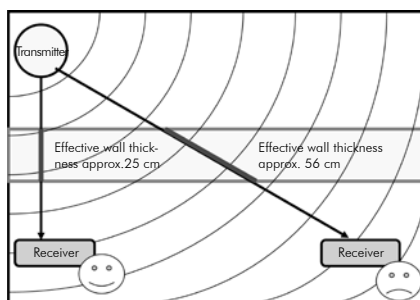 Transmitter
Effective wall thick-
ness approx.25 cm
Effective wall thickness
approx. 56 cm
Receiver
Receiver